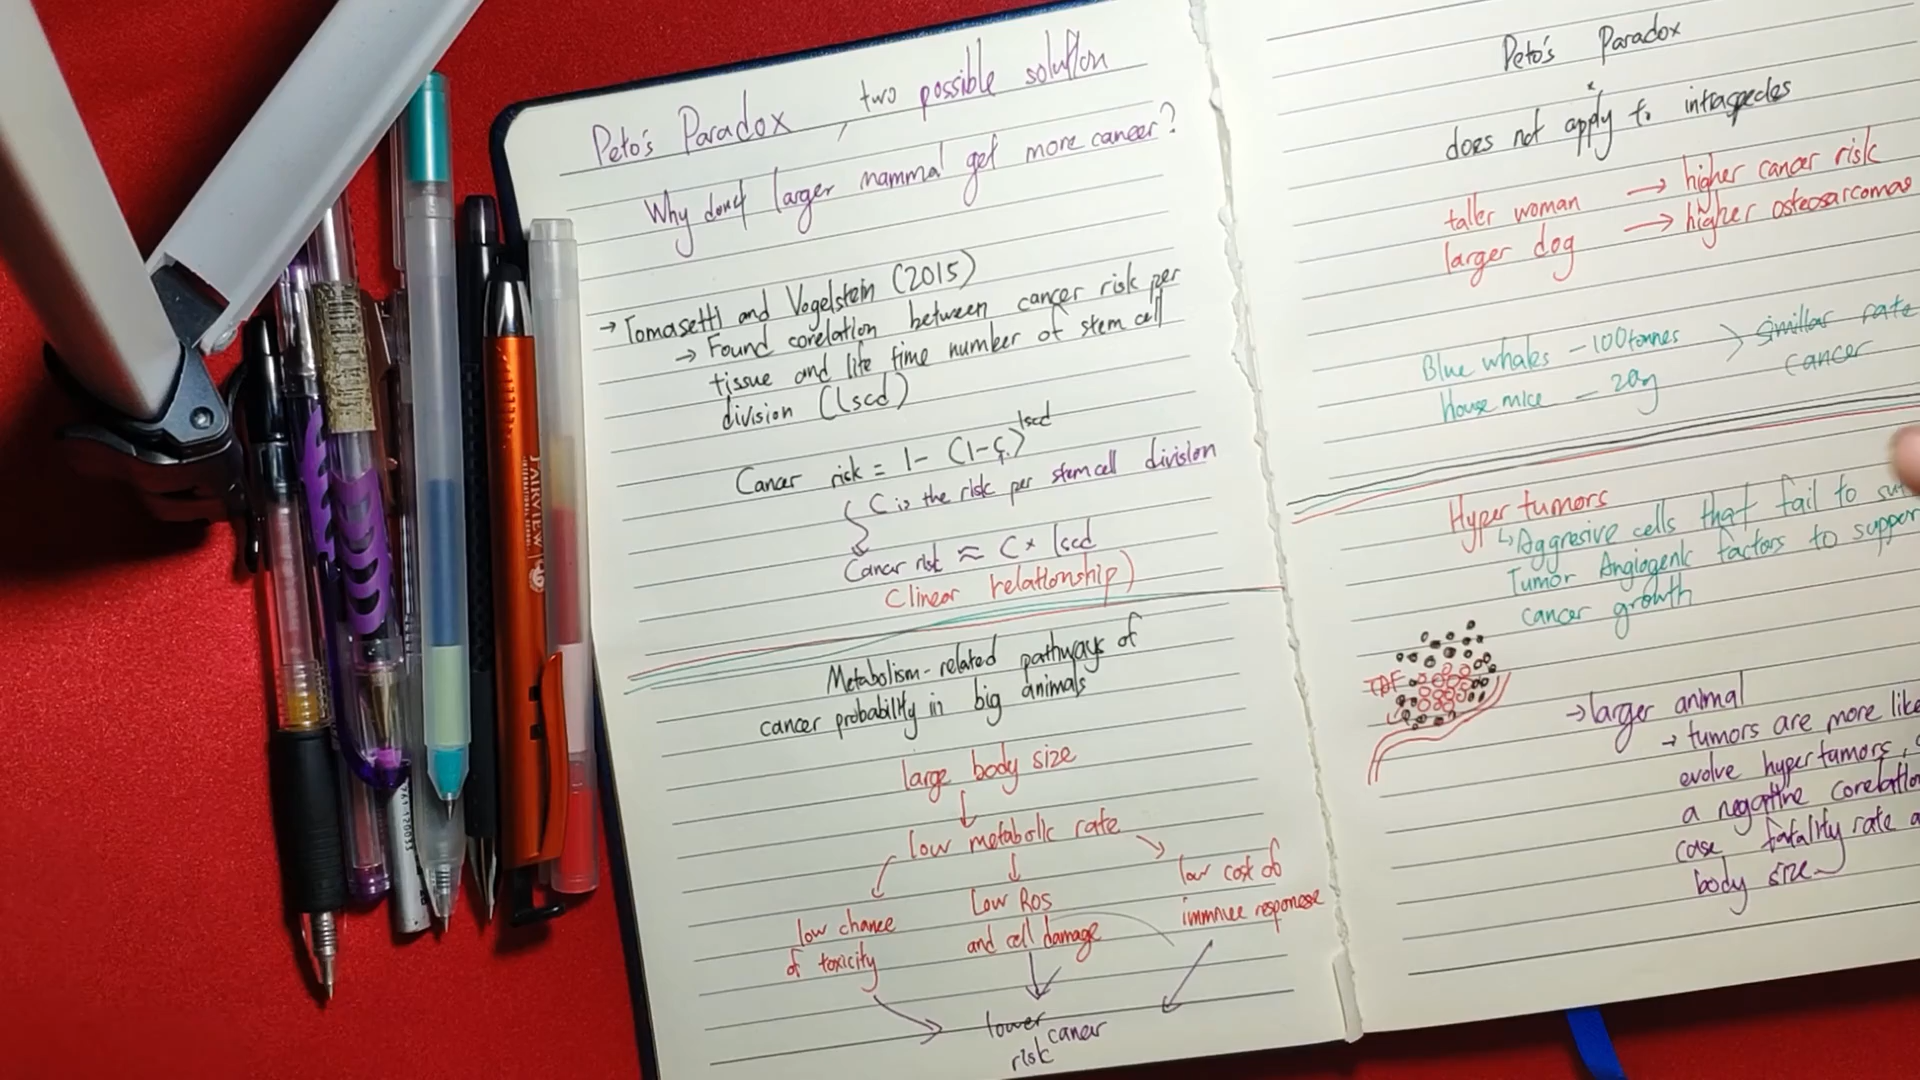 Peto's Paradox, two possible solution
Why don't larger mammal get more cancer?
→ Tomasetti and Vogelstein (2015)
→ Found corelation between cancer risk per
tissue and life time number of stem cell
division (lscd)
Cancer risk = 1- (1-c)^lscd
C is the risk per stem cell division
Cancer risk ≈ C× lscd
(linear relationship)
Metabolism-related pathways of
cancer probability in big animals
large body size
low metabolic rate
low chance
of toxicity
Low ROS
and cell damage
low cost of
immnue responese
lower cancer
risk
Peto's Paradox
does not apply to intraspecies
taller woman → higher cancer risk
larger dog → higher osteosarcomas
Blue whales - 100 tonnes
House mice - 20g
simillar rate
cancer
Hyper tumors
↳ Aggresive cells that fail to
Tumor Angiogenic factors to
cancer growth
TAF
→ larger animal
→ tumors are more
evolve hypertumors,
a negative
case fatality rate
body size
FAIRVIEW